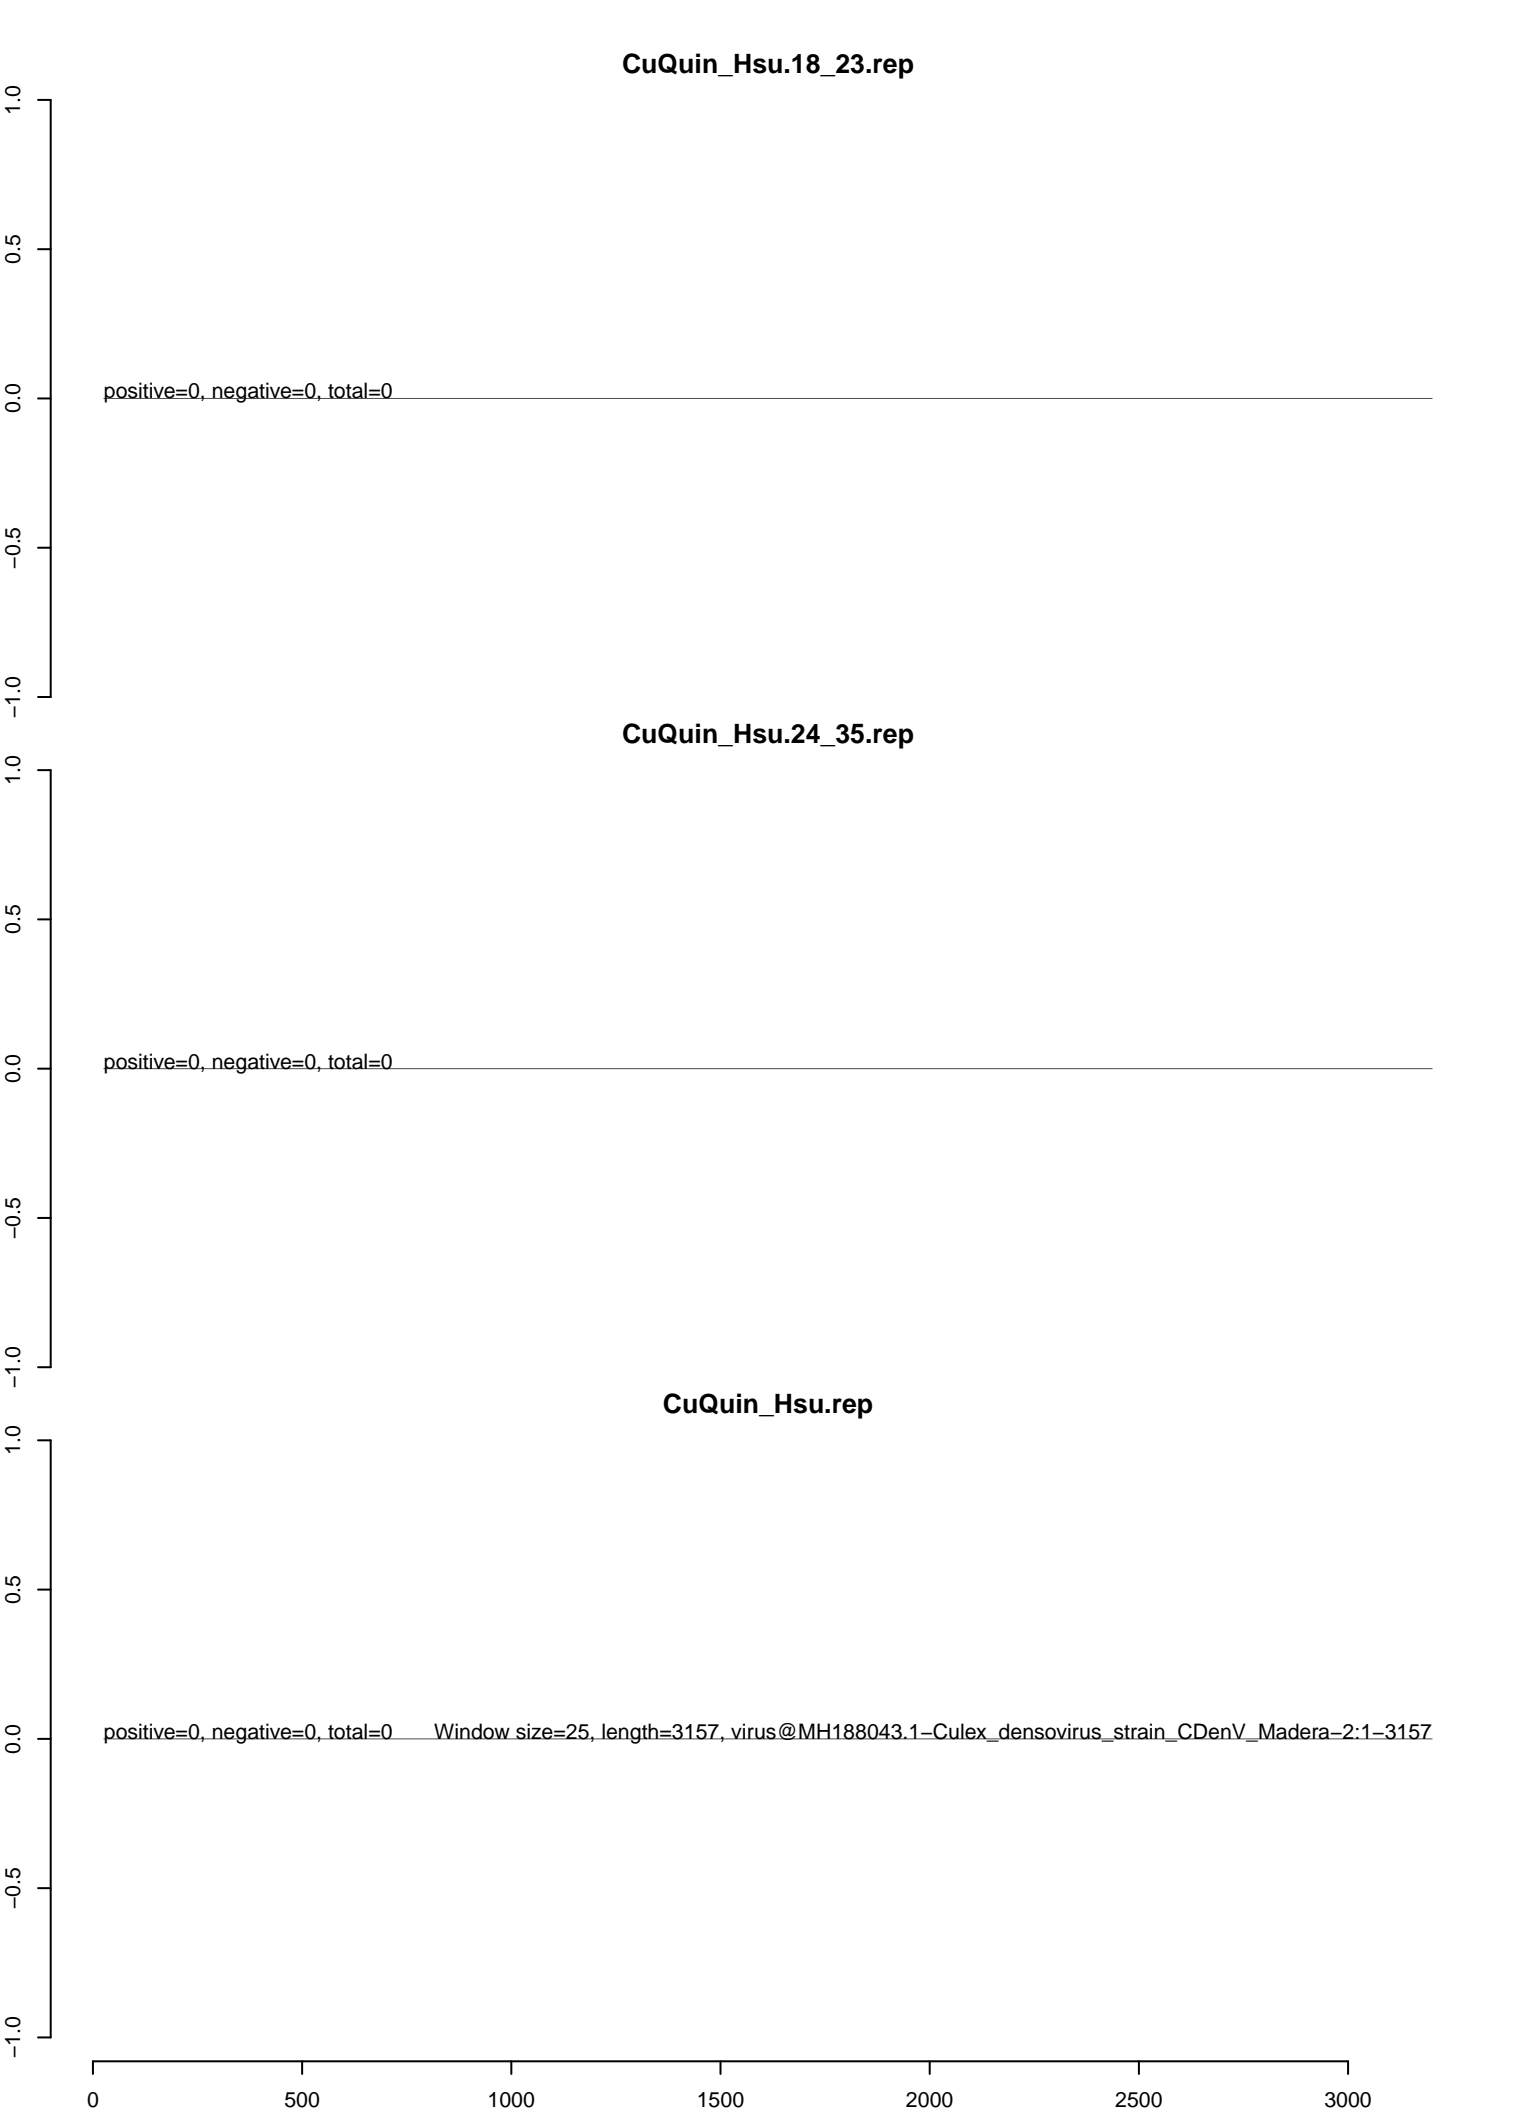 CuQuin_Hsu.18_23.rep
1.0
0.5
0.0
−0.5
−1.0
positive=0, negative=0, total=0
CuQuin_Hsu.24_35.rep
1.0
0.5
0.0
−0.5
−1.0
positive=0, negative=0, total=0
CuQuin_Hsu.rep
1.0
0.5
0.0
−0.5
−1.0
positive=0, negative=0, total=0 Window size=25, length=3157, virus@MH188043.1−Culex_densovirus_strain_CDenV_Madera−2:1−3157
0 500 1000 1500 2000 2500 3000